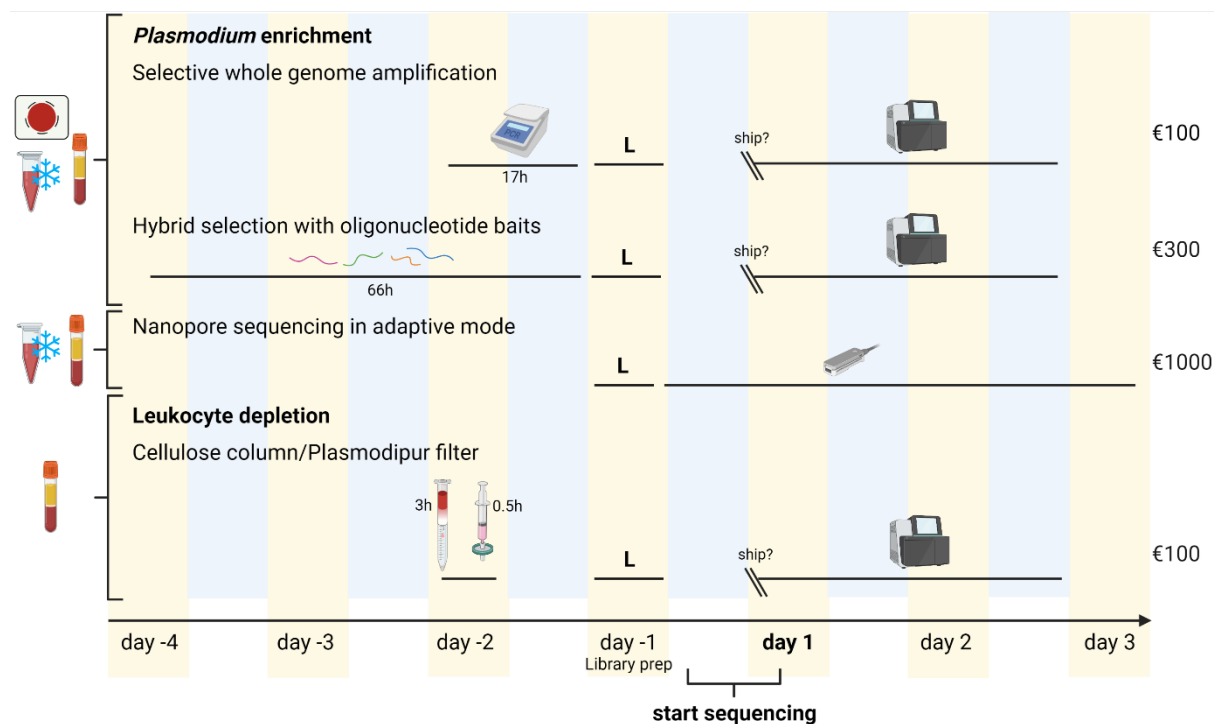 Plasmodium enrichment
Selective whole genome amplification
PCR
€100
L
ship?
17h
Hybrid selection with oligonucleotide baits
€300
L
ship?
66h
Nanopore sequencing in adaptive mode
€1000
L
Leukocyte depletion
Cellulose column/Plasmodipur filter
3h
0.5h
€100
L
ship?
day -4
day -3
day -2
day -1
day 1
day 2
day 3
Library prep
start sequencing